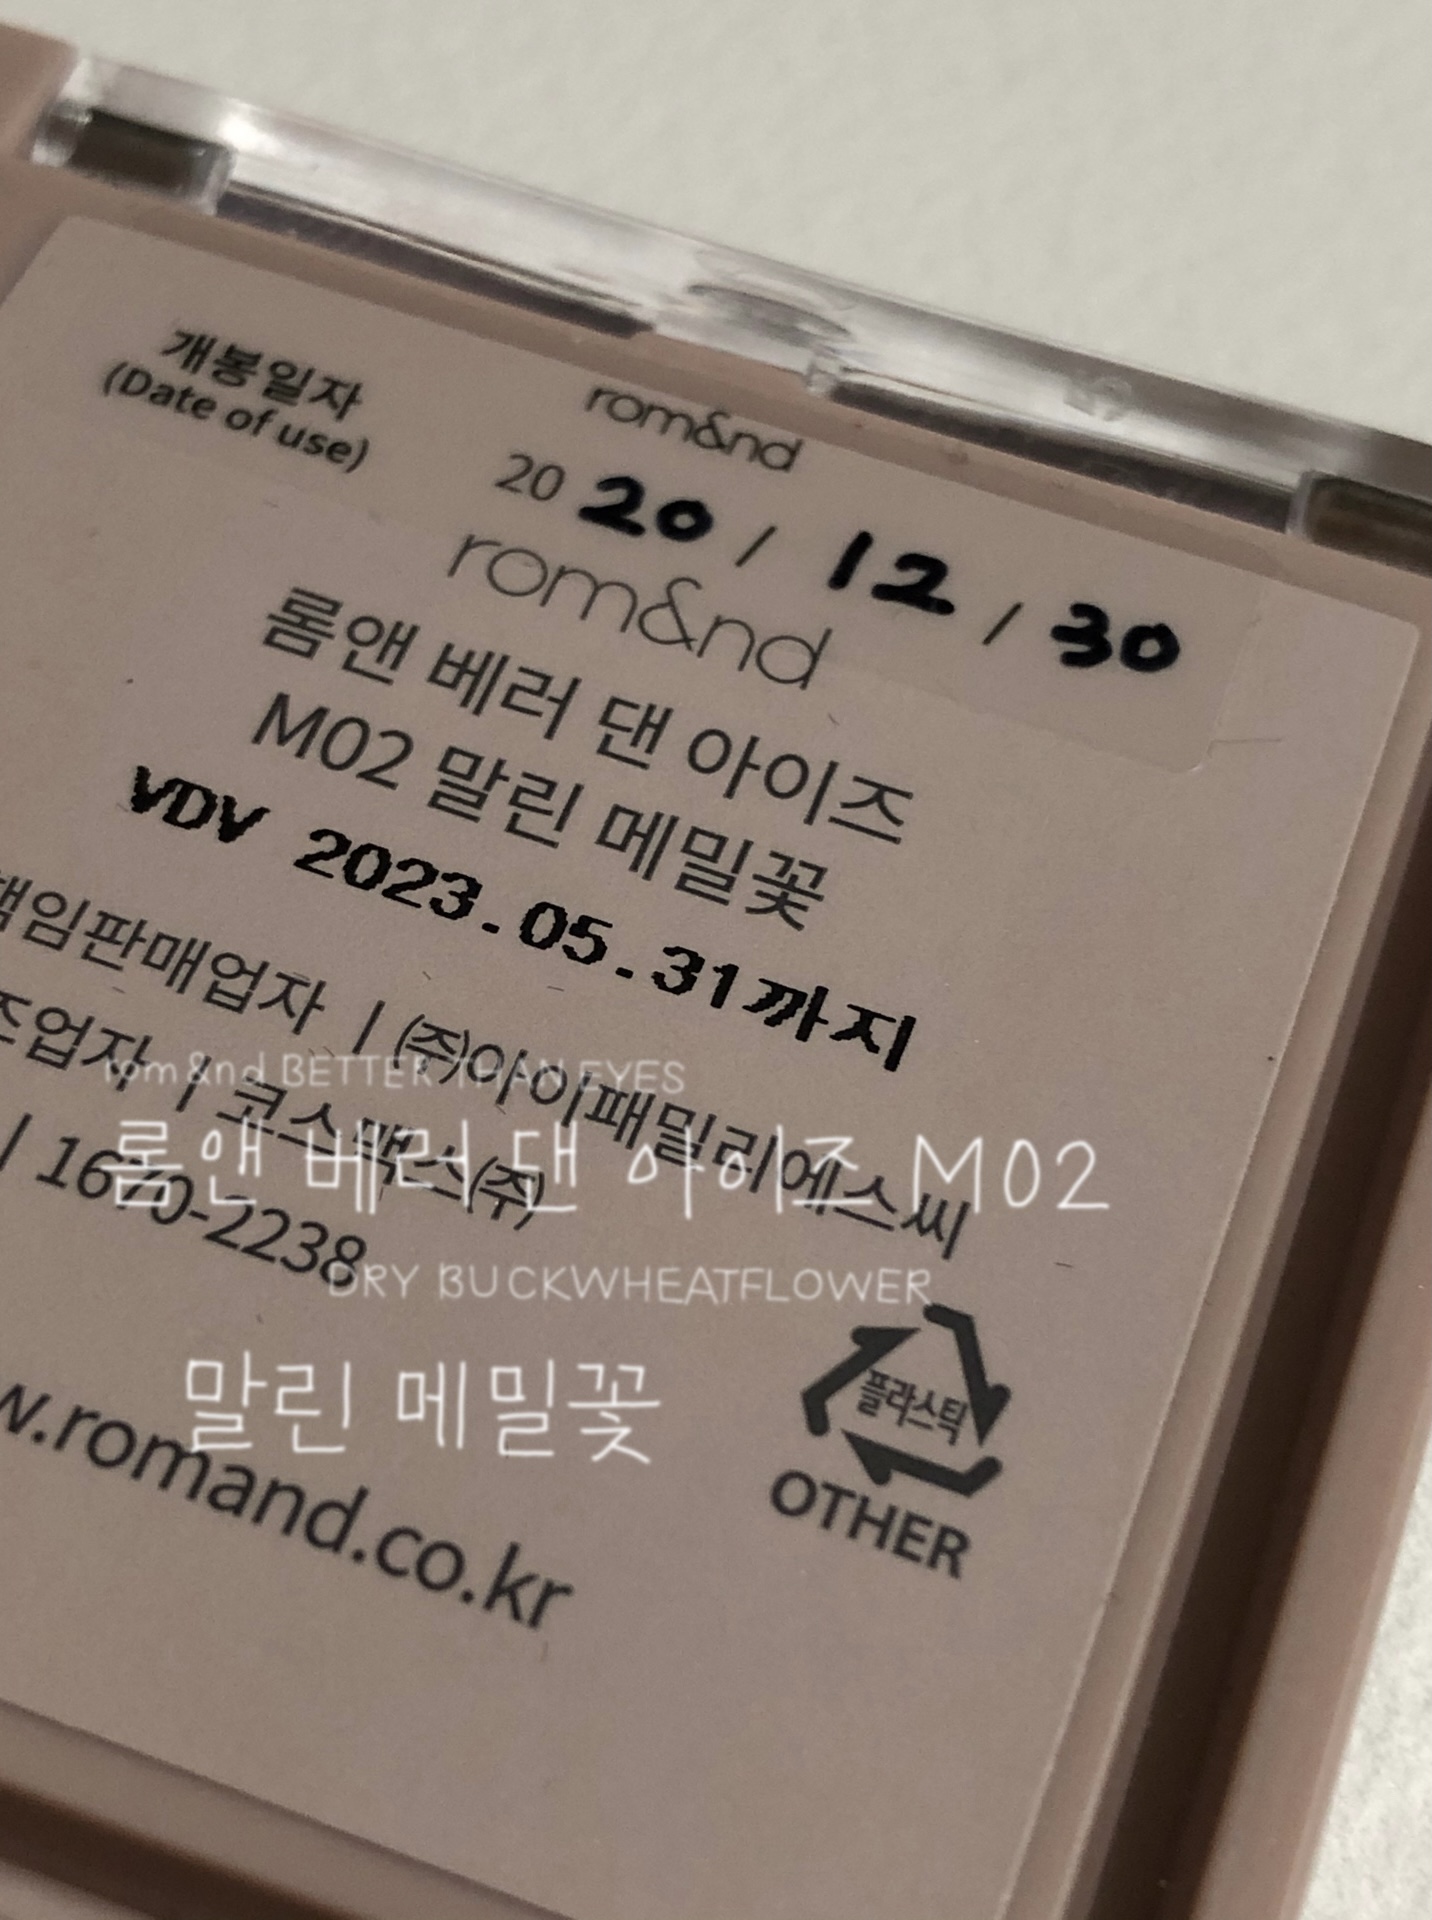 개봉일자
(Date of use)
rom&nd
2020 / 12 / 30
rom&nd
롬앤 베러 댄 아이즈
M02 말린 메밀꽃
VDV 2023.05.31까지
책임판매업자 | ㈜아이패밀리에스씨
조업자 | 코스맥스㈜
| 1670-2238
w.romand.co.kr
플라스틱
OTHER
rom&nd BETTER THAN EYES
롬앤 베러 댄 아이즈 M02
DRY BUCKWHEATFLOWER
말린 메밀꽃